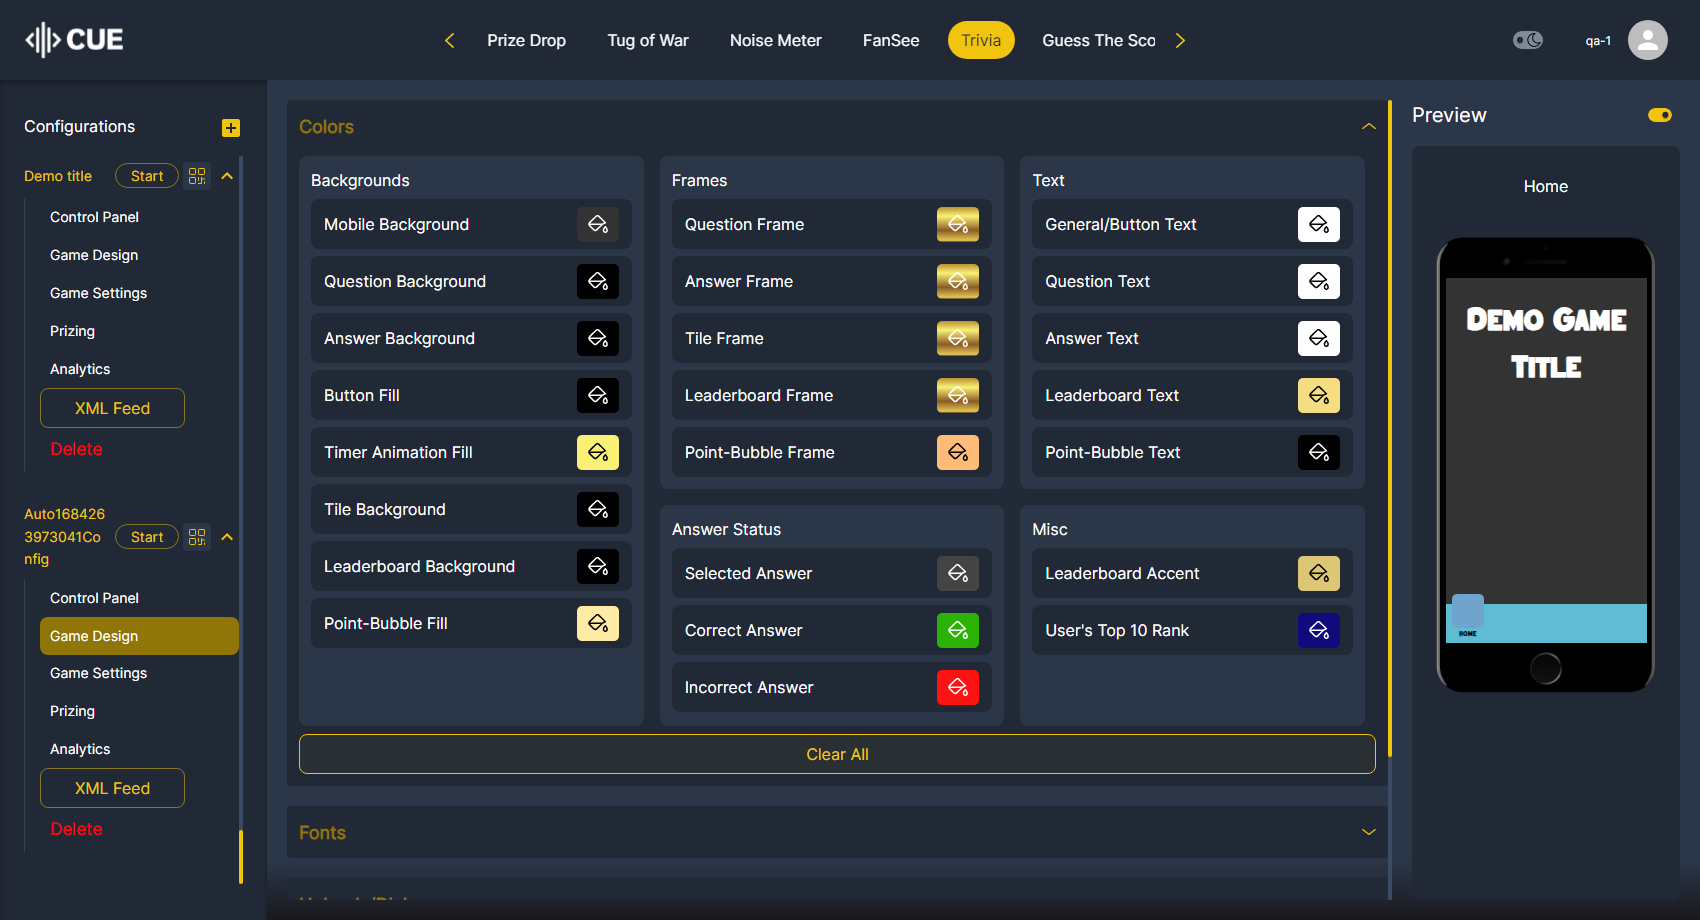 CUE
Prize Drop
Tug of War
Noise Meter
FanSee
Trivia
Guess The Sco
qa-1
Configurations
Demo title
Start
Control Panel
Game Design
Game Settings
Prizing
Analytics
XML Feed
Delete
Auto168426
3973041Co
nfig
Start
Control Panel
Game Design
Game Settings
Prizing
Analytics
XML Feed
Delete
Colors
Backgrounds
Mobile Background
Question Background
Answer Background
Button Fill
Timer Animation Fill
Tile Background
Leaderboard Background
Point-Bubble Fill
Frames
Question Frame
Answer Frame
Tile Frame
Leaderboard Frame
Point-Bubble Frame
Text
General/Button Text
Question Text
Answer Text
Leaderboard Text
Point-Bubble Text
Answer Status
Selected Answer
Correct Answer
Incorrect Answer
Misc
Leaderboard Accent
User's Top 10 Rank
Clear All
Fonts
Preview
Home
Demo Game
Title
HOME